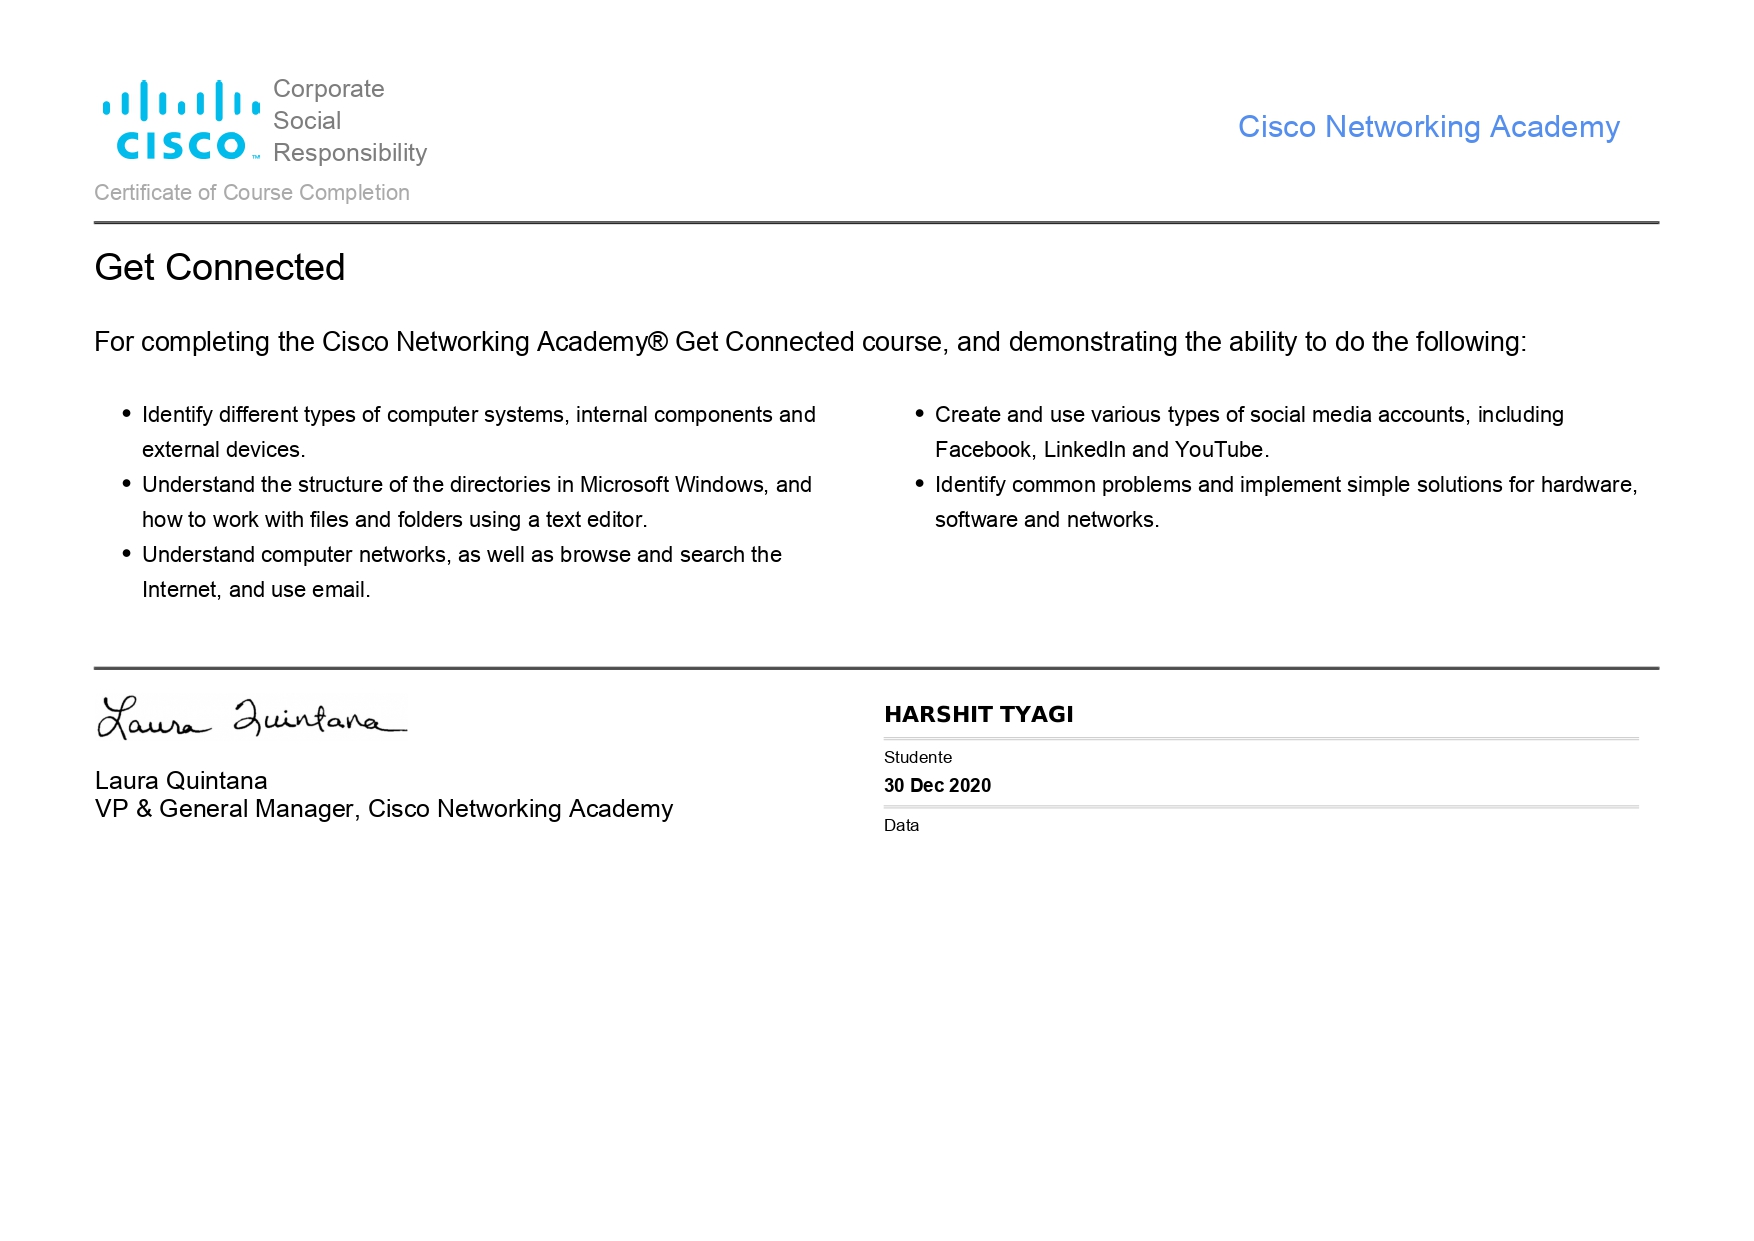 Corporate
Social
Responsibility
CISCO™
Cisco Networking Academy
Certificate of Course Completion
Get Connected
For completing the Cisco Networking Academy® Get Connected course, and demonstrating the ability to do the following:
• Identify different types of computer systems, internal components and
external devices.
• Understand the structure of the directories in Microsoft Windows, and
how to work with files and folders using a text editor.
• Understand computer networks, as well as browse and search the
Internet, and use email.
• Create and use various types of social media accounts, including
Facebook, LinkedIn and YouTube.
• Identify common problems and implement simple solutions for hardware,
software and networks.
Laura Quintana
Laura Quintana
VP & General Manager, Cisco Networking Academy
HARSHIT TYAGI
Studente
30 Dec 2020
Data